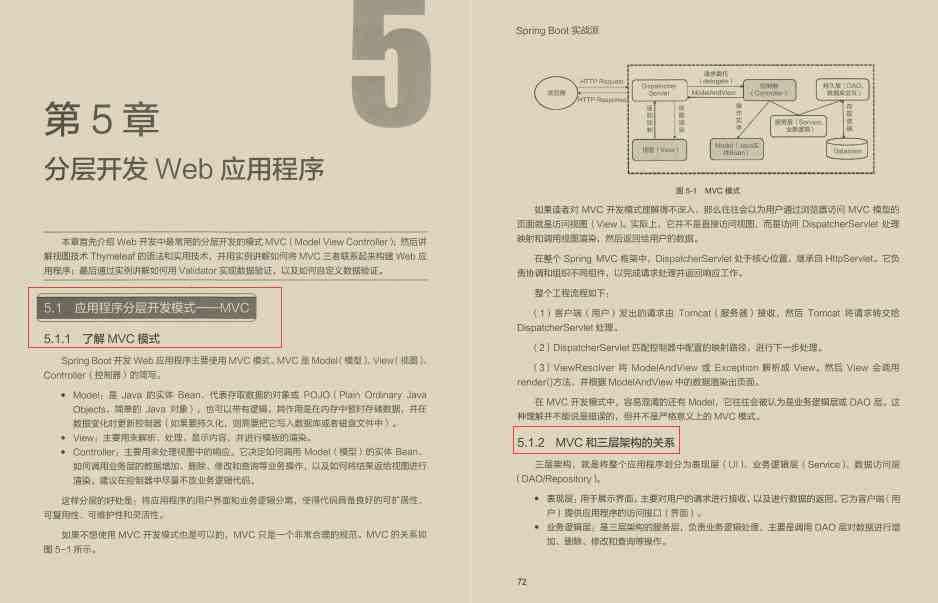 5
第 5 章
分层开发 Web 应用程序
本章首先介绍 Web 开发中最常用的分层开发的模式 MVC（Model View Controller）；然后讲
解视图技术 Thymeleaf 的语法和实用技术，并用实例讲解如何将 MVC 三者联系起来构建 Web 应
用程序；最后通过实例讲解如何用 Validator 实现数据验证，以及如何自定义数据验证。
5.1 应用程序分层开发模式——MVC
5.1.1 了解 MVC 模式
Spring Boot 开发 Web 应用程序主要使用 MVC 模式。MVC 是 Model（模型）、View（视图）、
Controller（控制器）的简写。
● Model：是 Java 的实体 Bean，代表存取数据的对象或 POJO（Plain Ordinary Java
Objects，简单的 Java 对象），也可以带有逻辑。其作用是在内存中暂时存储数据，并在
数据变化时更新控制器（如果要持久化，则需要把它写入数据库或者磁盘文件中）。
● View：主要用来解析、处理、显示内容，并进行模板的渲染。
● Controller：主要用来处理视图中的响应。它决定如何调用 Model（模型）的实体 Bean、
如何调用业务层的数据增加、删除、修改和查询等业务操作，以及如何将结果返给视图进行
渲染。建议在控制器中尽量不放业务逻辑代码。
这样分层的好处是：将应用程序的用户界面和业务逻辑分离，使得代码具备良好的可扩展性、
可复用性、可维护性和灵活性。
如果不想使用 MVC 开发模式也是可以的，MVC 只是一个非常合理的规范。MVC 的关系如
图 5-1 所示。
Spring Boot 实战派
浏览器
HTTP Request
HTTP Response
Dispatcher
Servlet
请求委托
（delegate）
ModelAndView
控制器
（Controller）
持久层（DAO、
数据库交互）
服务层（Service、
业务逻辑）
视图（View）
Model（Java实
体Bean）
Database
图 5-1 MVC 模式
如果读者对 MVC 开发模式理解得不深入，那么往往会以为用户通过浏览器访问 MVC 模型的
页面就是访问视图（View）。实际上，它并不是直接访问视图，而是访问 DispatcherServlet 处理
映射和调用视图渲染，然后返回给用户的数据。
在整个 Spring MVC 框架中，DispatcherServlet 处于核心位置，继承自 HttpServlet。它负
责协调和组织不同组件，以完成请求处理并返回响应工作。
整个工程流程如下：
（1）客户端（用户）发出的请求由 Tomcat（服务器）接收，然后 Tomcat 将请求转交给
DispatcherServlet 处理。
（2）DispatcherServlet 匹配控制器中配置的映射路径，进行下一步处理。
（3）ViewResolver 将 ModelAndView 或 Exception 解析成 View。然后 View 会调用
render()方法，并根据 ModelAndView 中的数据渲染出页面。
在 MVC 开发模式中，容易混淆的还有 Model，它往往会被认为是业务逻辑层或 DAO 层。这
种理解并不能说是错误的，但并不是严格意义上的 MVC 模式。
5.1.2 MVC 和三层架构的关系
三层架构，就是将整个应用程序划分为表现层（UI）、业务逻辑层（Service）、数据访问层
（DAO/Repository）。
● 表现层：用于展示界面。主要对用户的请求进行接收，以及进行数据的返回。它为客户端（用
户）提供应用程序的访问接口（界面）。
● 业务逻辑层：是三层架构的服务层，负责业务逻辑处理，主要是调用 DAO 层对数据进行增
加、删除、修改和查询等操作。
72